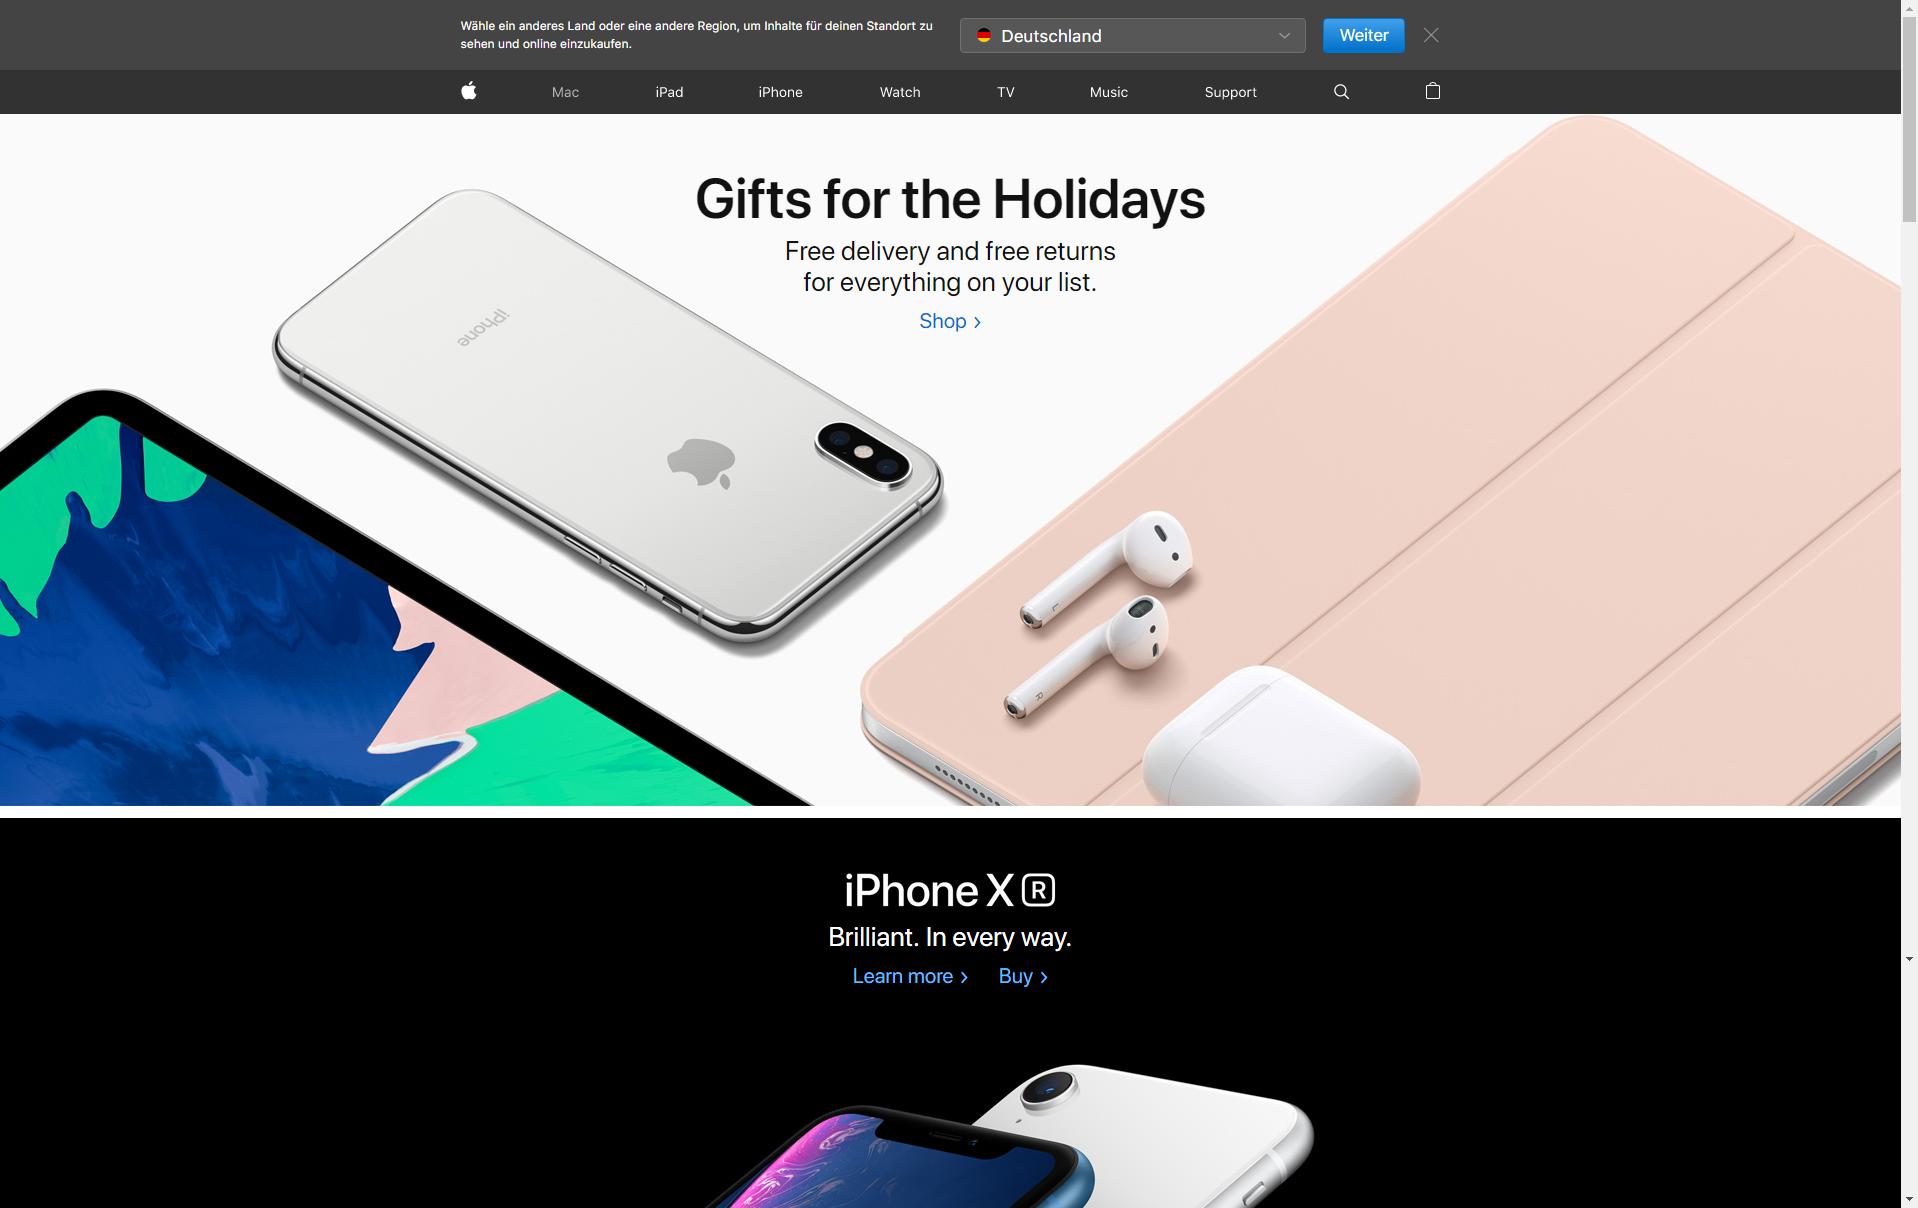 Wähle ein anderes Land oder eine andere Region, um Inhalte für deinen Standort zu
sehen und online einzukaufen.
Deutschland
Weiter
Mac
iPad
iPhone
Watch
TV
Music
Support
Gifts for the Holidays
Free delivery and free returns
for everything on your list.
Shop >
iPhone
L
R
iPhone XR
Brilliant. In every way.
Learn more > Buy >